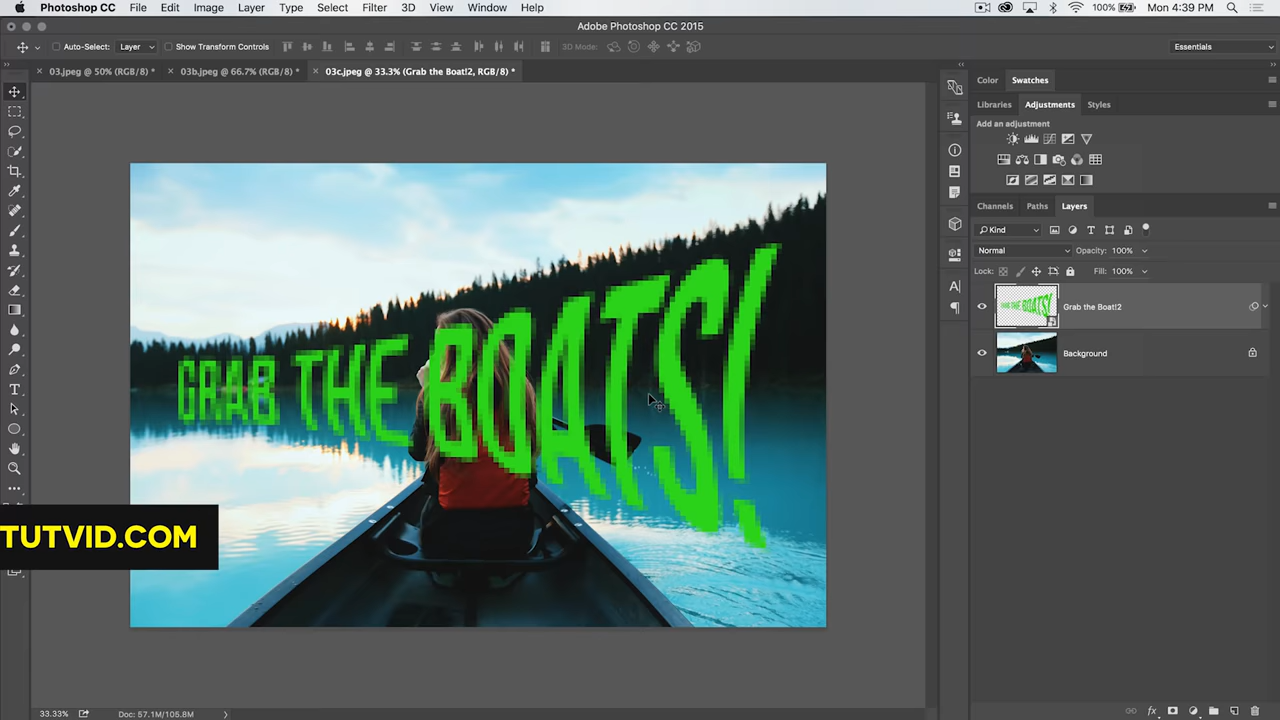 Photoshop CC File Edit Image Layer Type Select Filter 3D View Window Help 100% Mon 4:39 PM
Adobe Photoshop CC 2015
Auto-Select: Layer Show Transform Controls 3D Mode: Essentials
03.jpeg @ 50% (RGB/8) * 03b.jpeg @ 66.7% (RGB/8) * 03c.jpeg @ 33.3% (Grab the Boat!2, RGB/8) *
Color Swatches
Libraries Adjustments Styles
Add an adjustment
Channels Paths Layers
Kind
Normal Opacity: 100%
Lock: Fill: 100%
Grab the Boat!2
Background
GRAB THE BOATS!
TUTVID.COM
33.33% Doc: 57.1M/105.8M